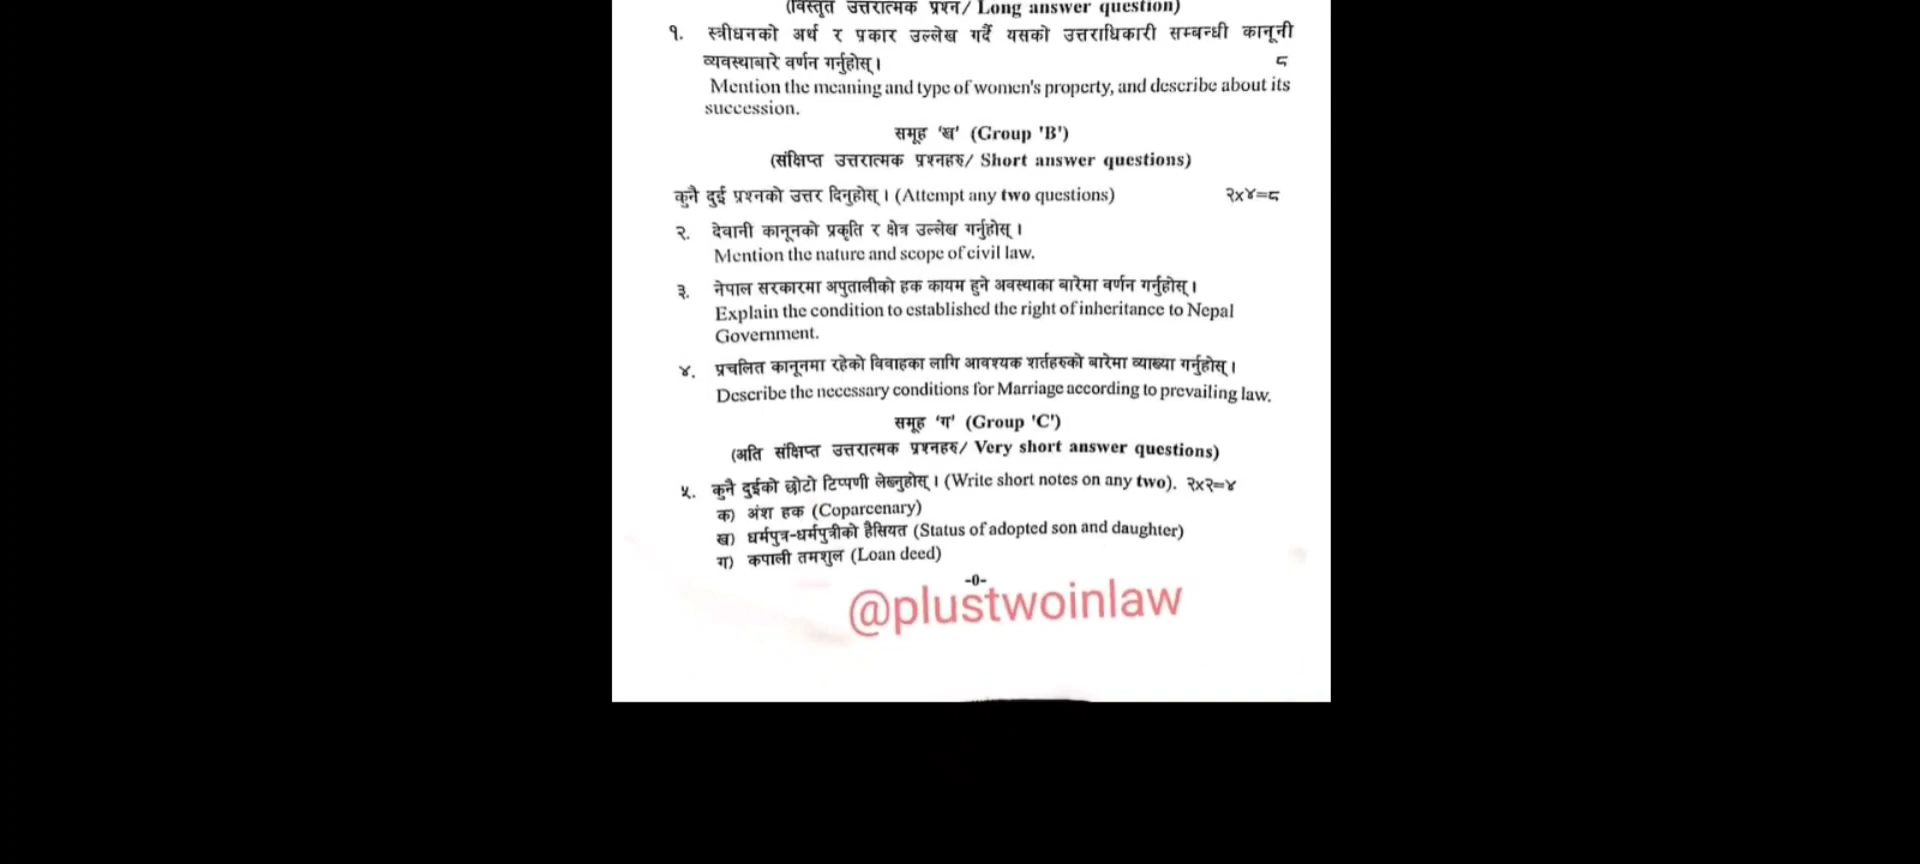 (विस्तृत उत्तरात्मक प्रश्न/ Long answer question)
१. स्त्रीधनको अर्थ र प्रकार उल्लेख गर्दै यसको उत्तराधिकारी सम्बन्धी कानूनी
व्यवस्थाबारे वर्णन गर्नुहोस्। ८
Mention the meaning and type of women's property, and describe about its
succession.
समूह ‘ख’ (Group 'B')
(संक्षिप्त उत्तरात्मक प्रश्नहरु/ Short answer questions)
कुनै दुई प्रश्नको उत्तर दिनुहोस्। (Attempt any two questions) २x४=८
२. देवानी कानूनको प्रकृति र क्षेत्र उल्लेख गर्नुहोस्।
Mention the nature and scope of civil law.
३. नेपाल सरकारमा अपुतालीको हक कायम हुने अवस्थाका बारेमा वर्णन गर्नुहोस्।
Explain the condition to established the right of inheritance to Nepal
Government.
४. प्रचलित कानूनमा रहेको विवाहका लागि आवश्यक शर्तहरुको बारेमा व्याख्या गर्नुहोस्।
Describe the necessary conditions for Marriage according to prevailing law.
समूह ‘ग’ (Group 'C')
(अति संक्षिप्त उत्तरात्मक प्रश्नहरु/ Very short answer questions)
५. कुनै दुईको छोटो टिप्पणी लेख्नुहोस्। (Write short notes on any two). २x२=४
क) अंश हक (Coparcenary)
ख) धर्मपुत्र-धर्मपुत्रीको हैसियत (Status of adopted son and daughter)
ग) कपाली तमशुल (Loan deed)
-0-
@plustwoinlaw